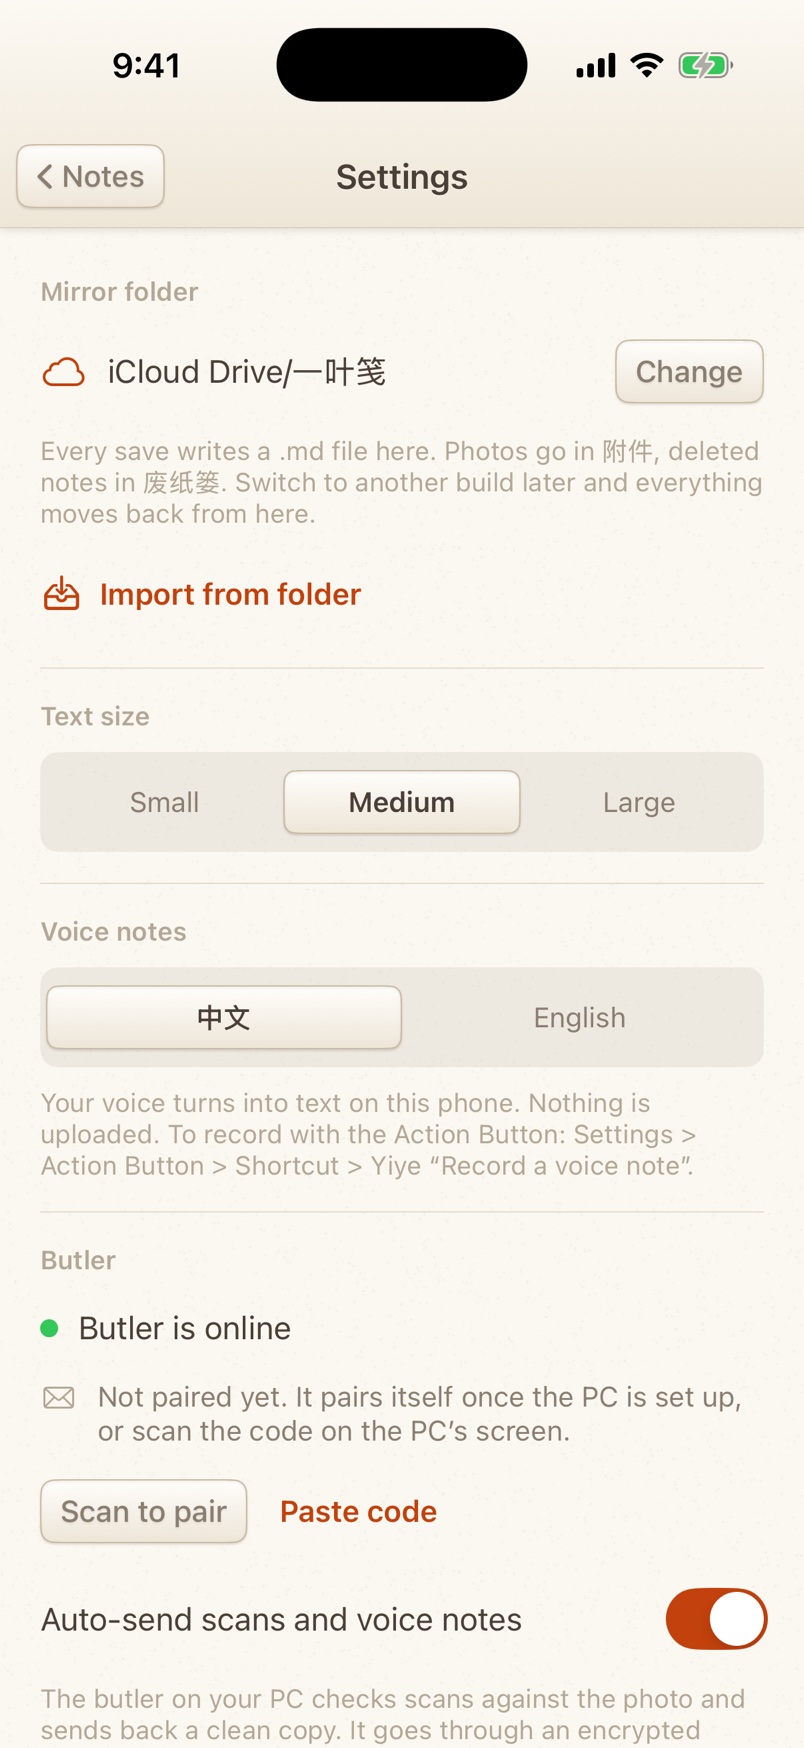 9:41
Notes
Settings
Mirror folder
iCloud Drive/一叶笺
Change
Every save writes a .md file here. Photos go in 附件, deleted
notes in 废纸篓. Switch to another build later and everything
moves back from here.
Import from folder
Text size
Small
Medium
Large
Voice notes
中文
English
Your voice turns into text on this phone. Nothing is
uploaded. To record with the Action Button: Settings >
Action Button > Shortcut > Yiye “Record a voice note”.
Butler
Butler is online
Not paired yet. It pairs itself once the PC is set up,
or scan the code on the PC’s screen.
Scan to pair
Paste code
Auto-send scans and voice notes
The butler on your PC checks scans against the photo and
sends back a clean copy. It goes through an encrypted